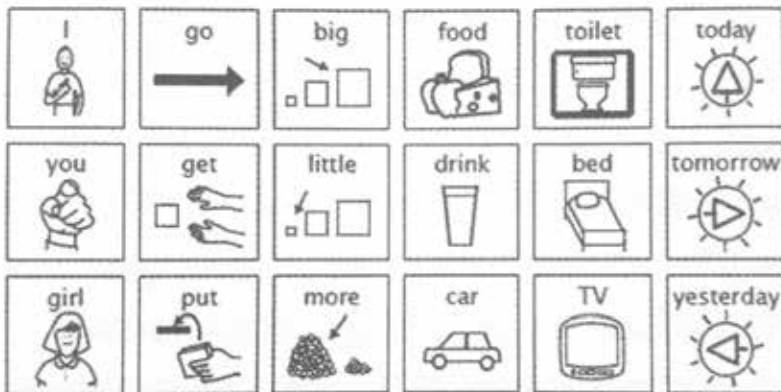 I go big food toilet today
you get little drink bed tomorrow
girl put more car TV yesterday